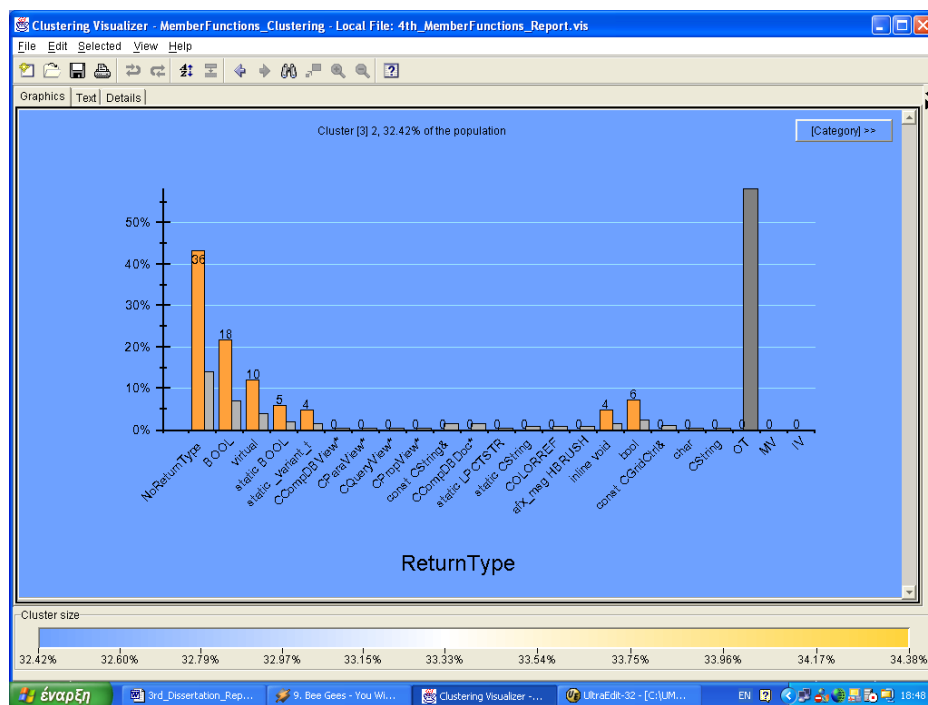 Clustering Visualizer - MemberFunctions_Clustering - Local File: 4th_MemberFunctions_Report.vis
File Edit Selected View Help
Graphics Text Details
Cluster [3] 2, 32.42% of the population
[Category] >>
50%
40%
30%
20%
10%
0%
36 18 10 5 4 0 0 0 0 0 0 0 0 0 0 4 6 0 0 0 0 0 0
NoReturnType
BOOL
virtual
static BOOL
static _variant_t
CCompDBView*
CParaView*
CQueryView*
CPropView*
const CString&
CCompDBDoc*
static LPCTSTR
static CString
COLORREF
afx_msg HBRUSH
inline void
bool
const CGridCtrl&
char
CString
OT
MV
IV
ReturnType
Cluster size
32.42% 32.60% 32.79% 32.97% 33.15% 33.33% 33.54% 33.75% 33.96% 34.17% 34.38%
έναρξη 3rd_Dissertation_Rep... 9. Bee Gees - You Wi... Clustering Visualizer -... UltraEdit-32 - [C:\UM... EN 18:48